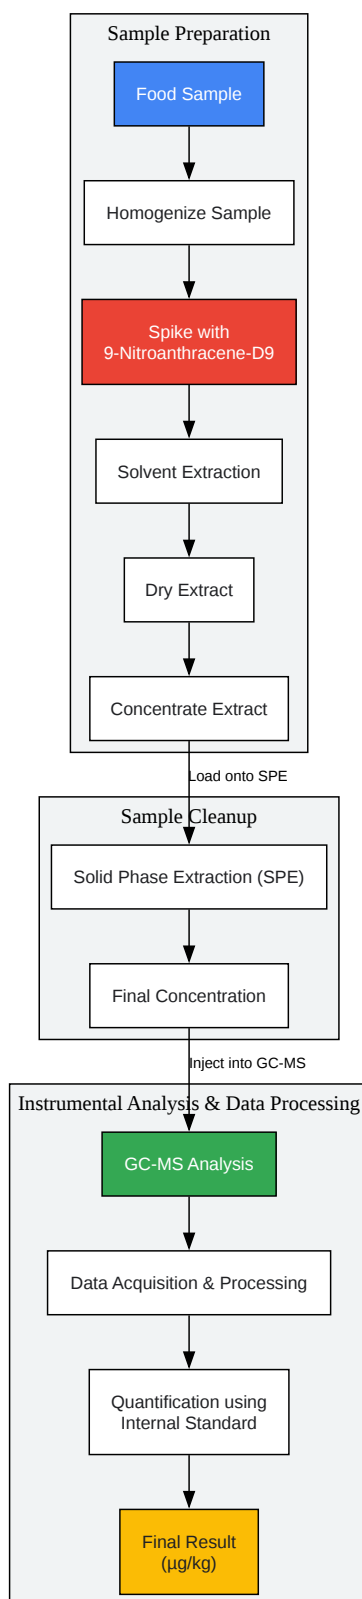 Sample Preparation
Food Sample
Homogenize Sample
Spike with
9-Nitroanthracene-D9
Solvent Extraction
Dry Extract
Concentrate Extract
Load onto SPE
Sample Cleanup
Solid Phase Extraction (SPE)
Final Concentration
Inject into GC-MS
Instrumental Analysis & Data Processing
GC-MS Analysis
Data Acquisition & Processing
Quantification using
Internal Standard
Final Result
(µg/kg)